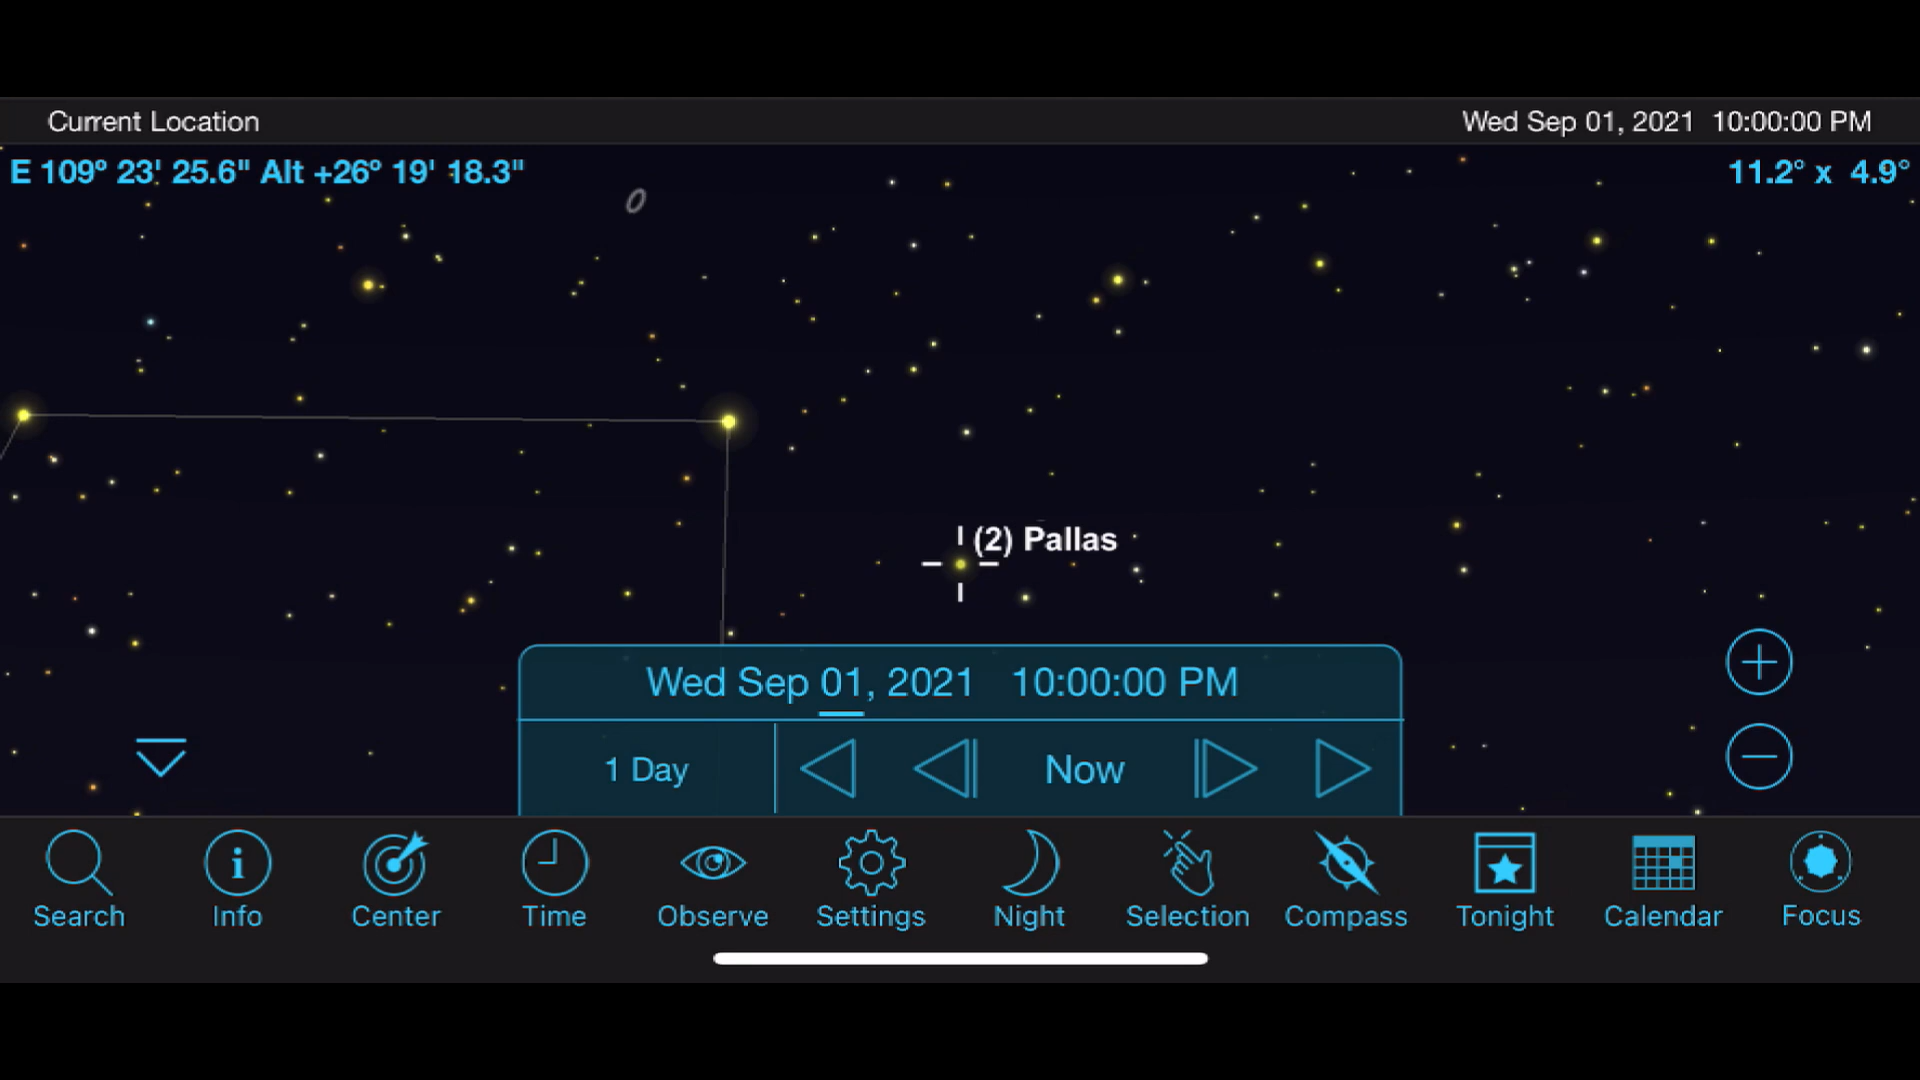 Current Location
Wed Sep 01, 2021 10:00:00 PM
E 109° 23' 25.6" Alt +26° 19' 18.3"
11.2° x 4.9°
(2) Pallas
Wed Sep 01, 2021 10:00:00 PM
1 Day
Now
Search
Info
Center
Time
Observe
Settings
Night
Selection
Compass
Tonight
Calendar
Focus